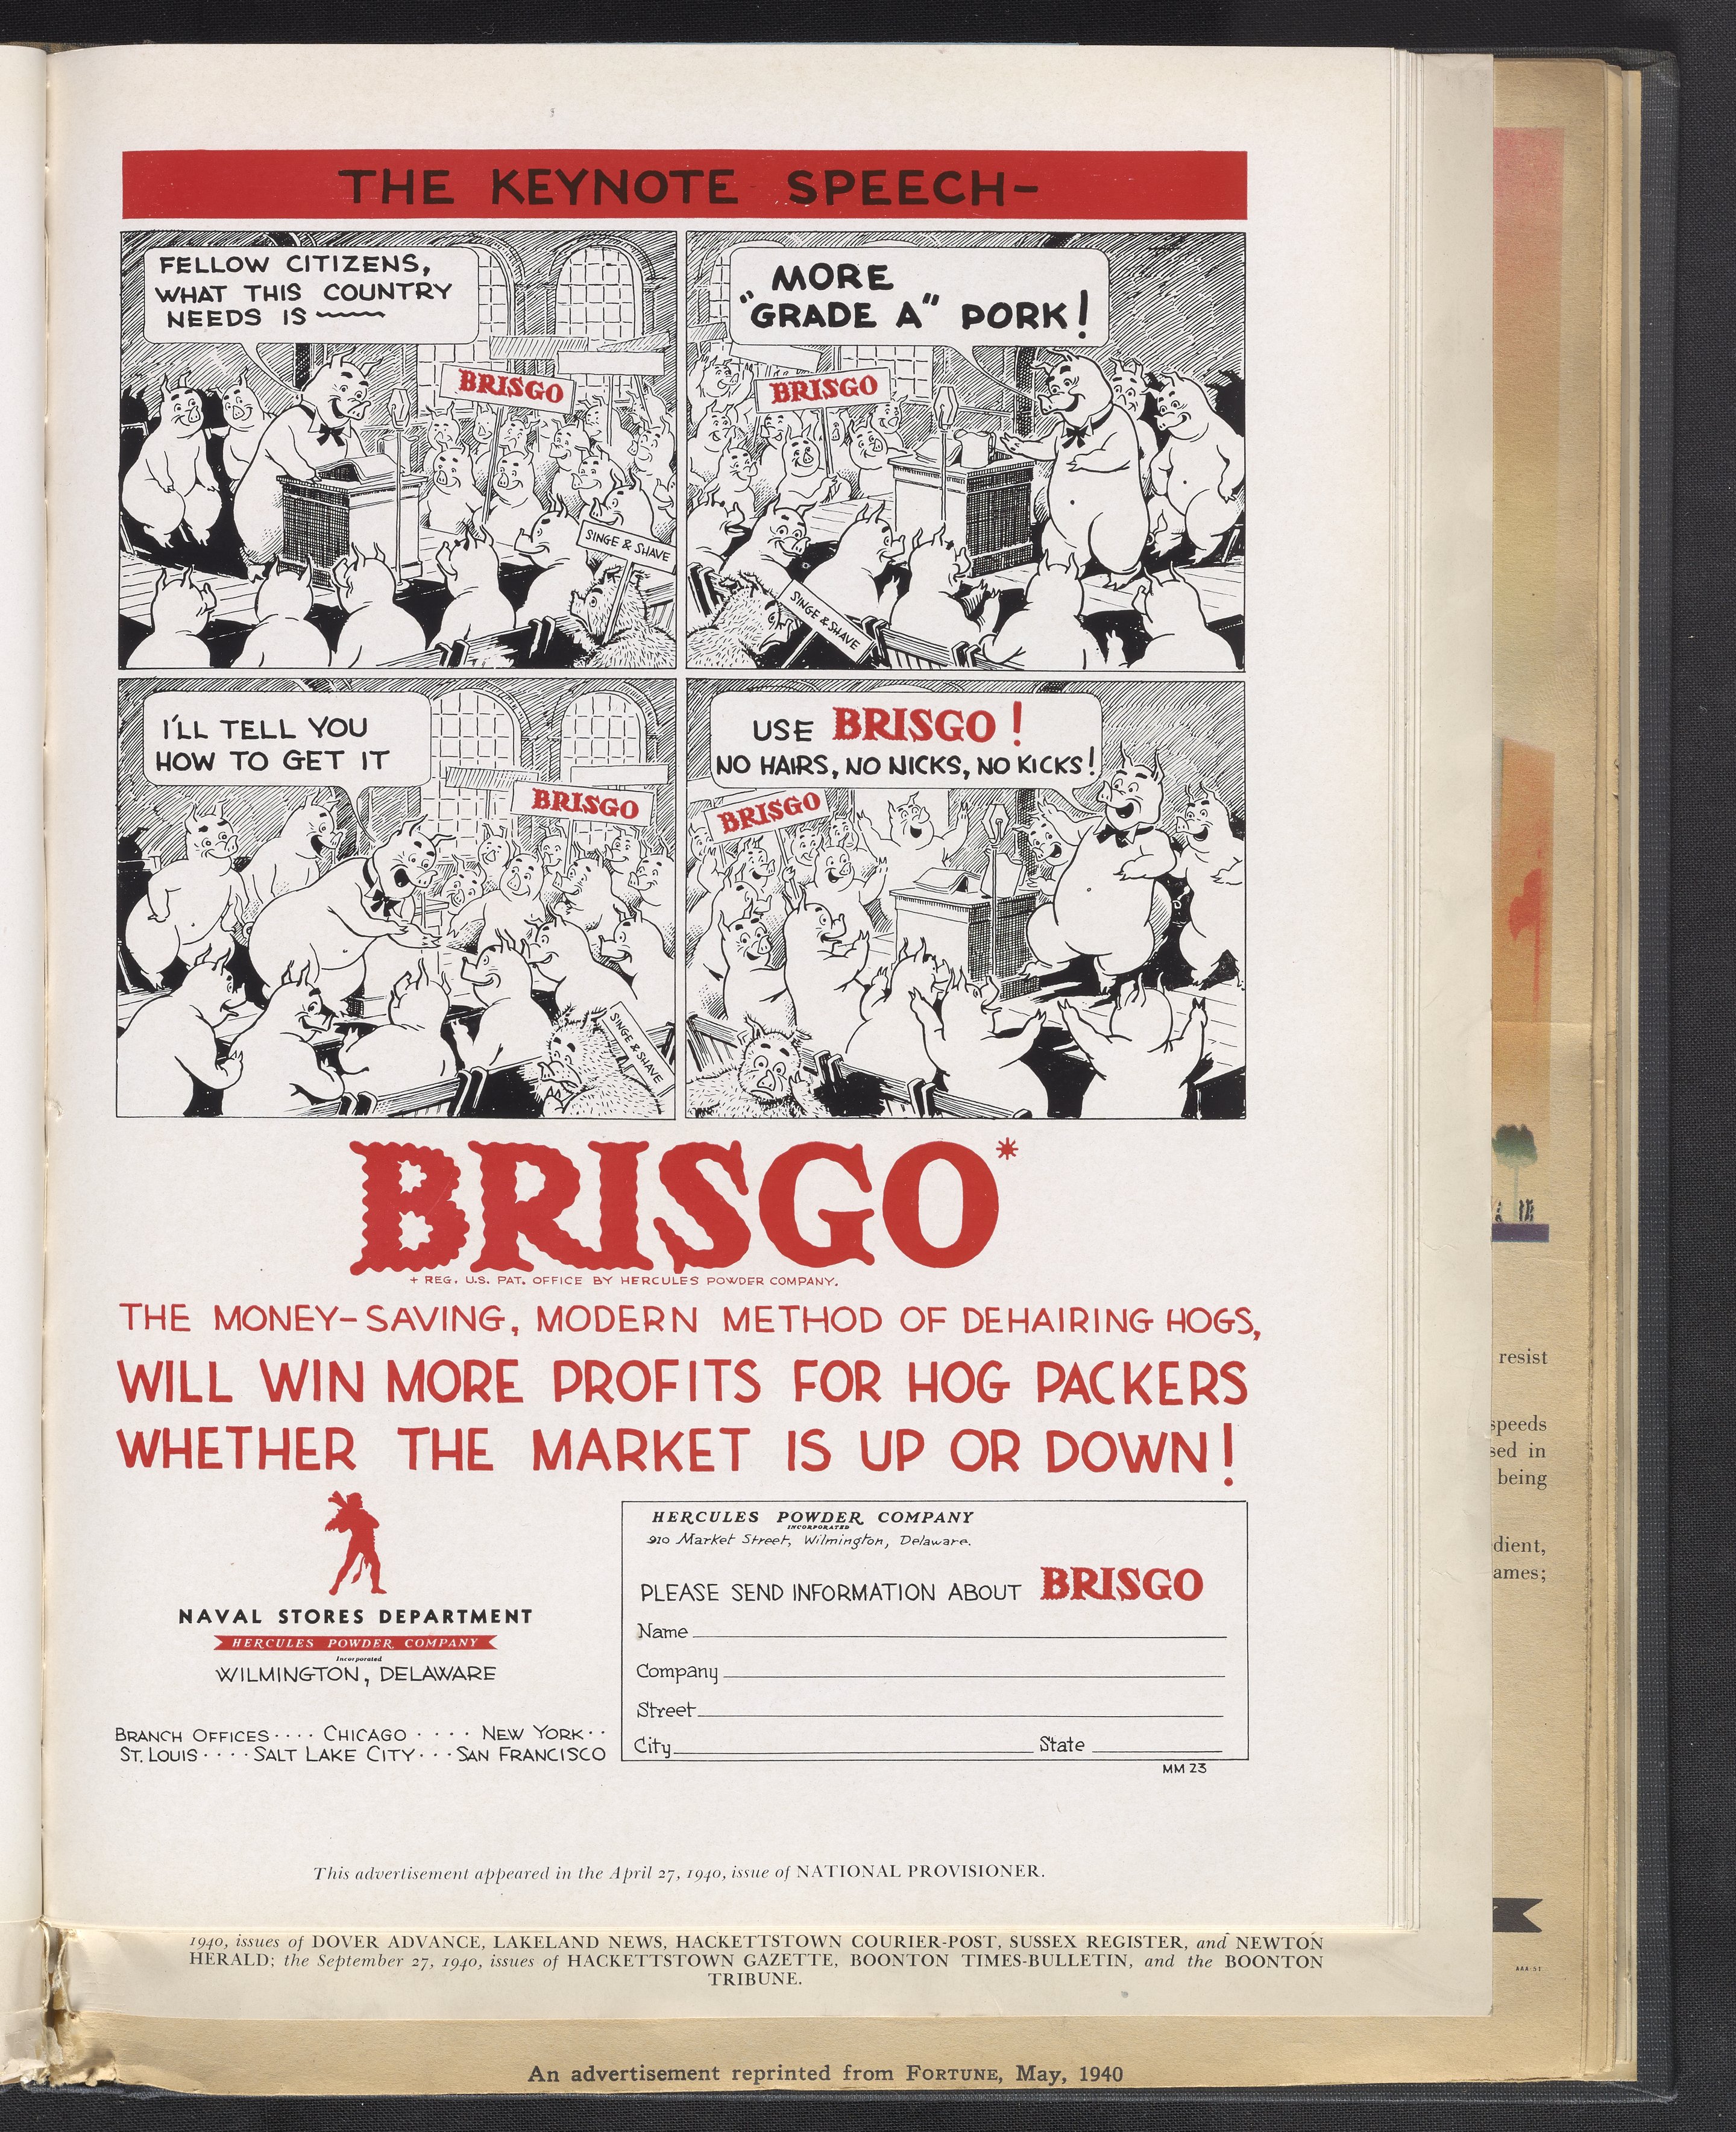 THE KEYNOTE SPEECH-
FELLOW CITIZENS,
WHAT THIS COUNTRY
NEEDS IS
BRISGO
SINGE & SHAVE
MORE
"GRADE A" PORK!
BRISGO
SINGE & SHAVE
I'LL TELL YOU
HOW TO GET IT
BRISGO
SINGE & SHAVE
USE BRISGO!
NO HAIRS, NO NICKS, NO KICKS!
BRISGO
BRISGO*
+ REG. U.S. PAT. OFFICE BY HERCULES POWDER COMPANY.
THE MONEY-SAVING, MODERN METHOD OF DEHAIRING HOGS,
WILL WIN MORE PROFITS FOR HOG PACKERS
WHETHER THE MARKET IS UP OR DOWN!
NAVAL STORES DEPARTMENT
HERCULES POWDER COMPANY
Incorporated
WILMINGTON, DELAWARE
BRANCH OFFICES .... CHICAGO .... NEW YORK ..
ST. LOUIS .... SALT LAKE CITY ... SAN FRANCISCO
HERCULES POWDER COMPANY
INCORPORATED
910 Market Street, Wilmington, Delaware.
PLEASE SEND INFORMATION ABOUT BRISGO
Name
Company
Street
City State
MM 23
This advertisement appeared in the April 27, 1940, issue of NATIONAL PROVISIONER.
1940, issues of DOVER ADVANCE, LAKELAND NEWS, HACKETTSTOWN COURIER-POST, SUSSEX REGISTER, and NEWTON
HERALD; the September 27, 1940, issues of HACKETTSTOWN GAZETTE, BOONTON TIMES-BULLETIN, and the BOONTON
TRIBUNE.
An advertisement reprinted from FORTUNE, May, 1940
resist
speeds
sed in
being
dient,
ames;
AAA-51